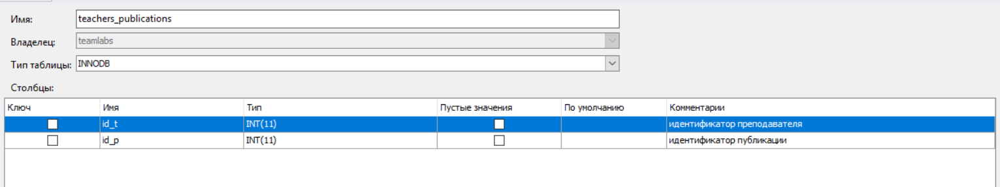 Имя: teachers_publications
Владелец: teamlabs
Тип таблицы: INNODB
Столбцы:
Ключ Имя Тип Пустые значения По умолчанию Комментарии
id_t INT(11) идентификатор преподавателя
id_p INT(11) идентификатор публикации